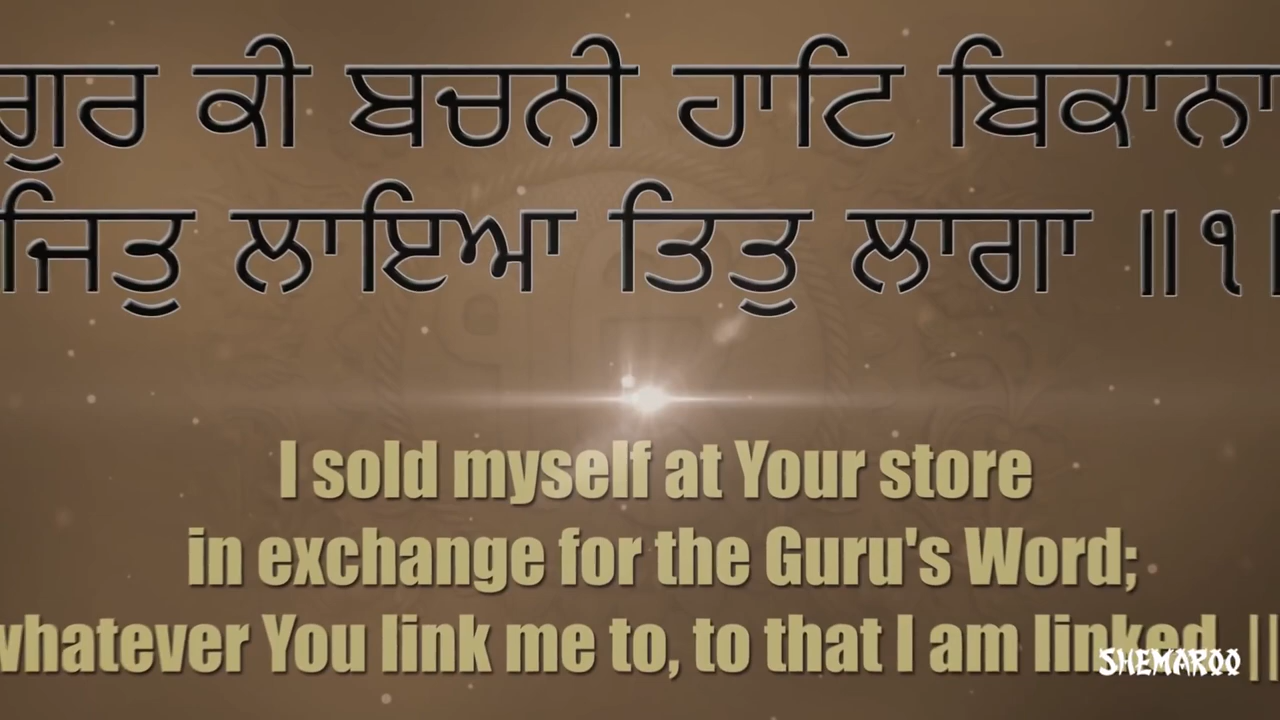 ਗੁਰ ਕੀ ਬਚਨੀ ਹਾਟਿ ਬਿਕਾਨਾ
ਜਿਤੁ ਲਾਇਆ ਤਿਤੁ ਲਾਗਾ ॥੧
I sold myself at Your store
in exchange for the Guru's Word;
whatever You link me to, to that I am linked. ||
SHEMAROO